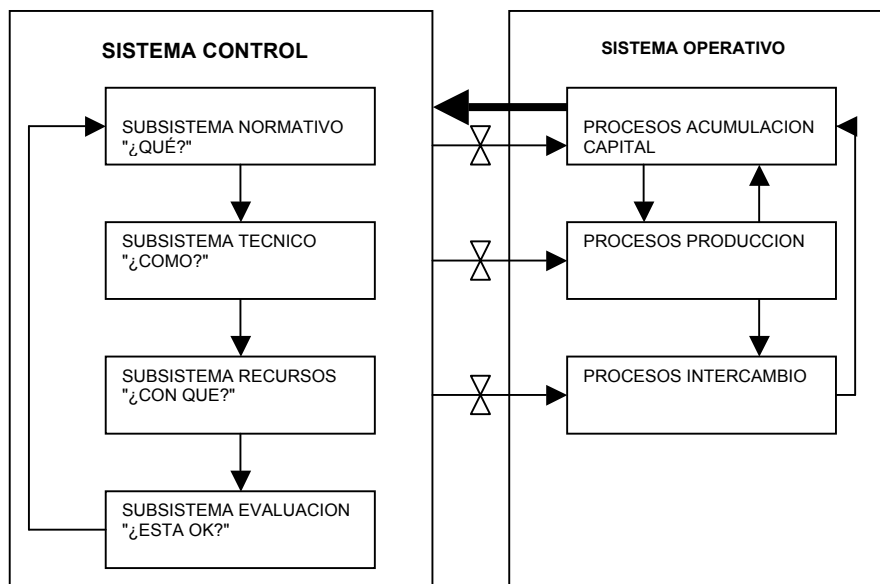 SISTEMA CONTROL
SUBSISTEMA NORMATIVO
"¿QUÉ?"
SUBSISTEMA TECNICO
"¿COMO?"
SUBSISTEMA RECURSOS
"¿CON QUE?"
SUBSISTEMA EVALUACION
"¿ESTA OK?"
SISTEMA OPERATIVO
PROCESOS ACUMULACION
CAPITAL
PROCESOS PRODUCCION
PROCESOS INTERCAMBIO